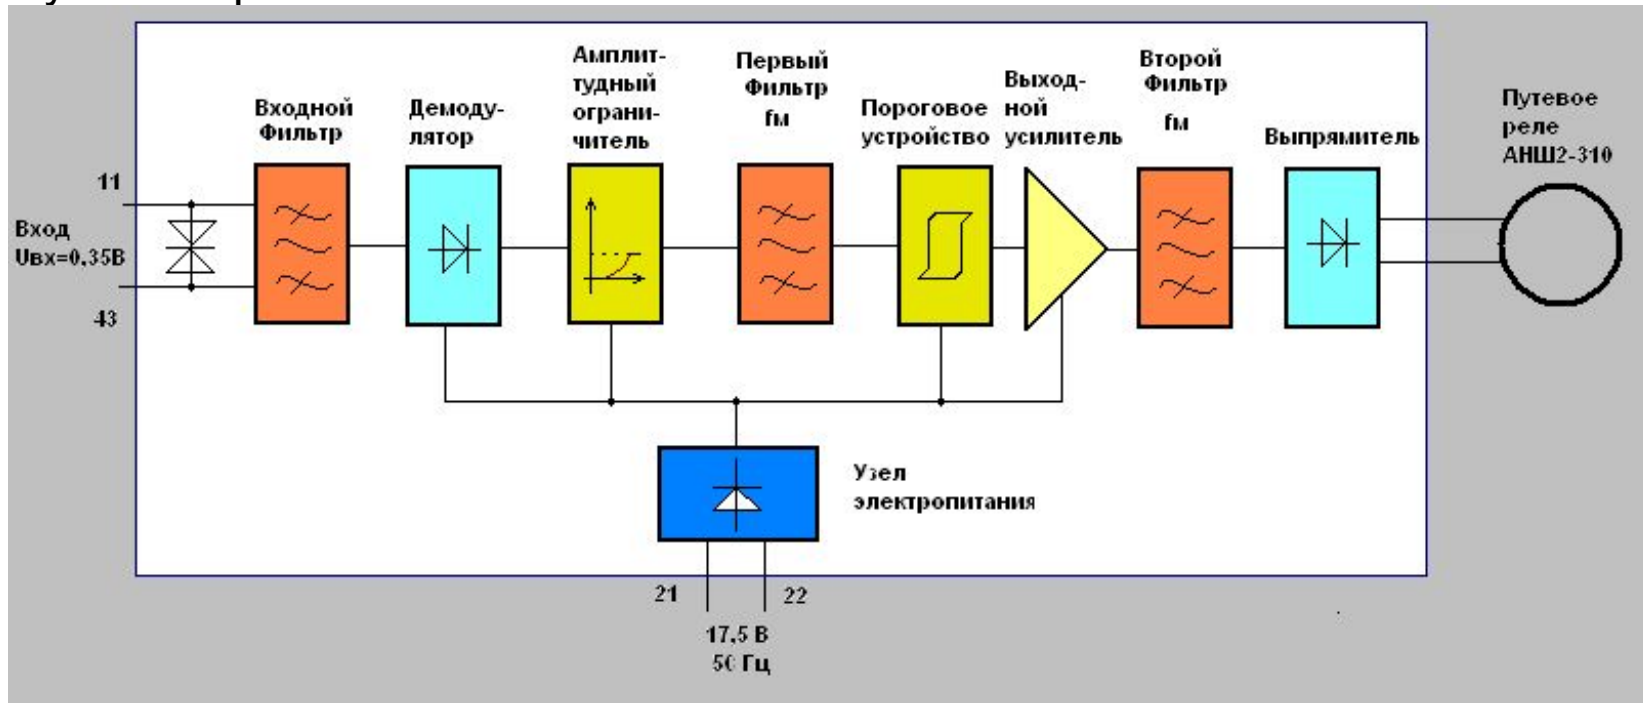 Входной
Фильтр
Демоду-
лятор
Амплит-
тудный
ограни-
читель
Первый
Фильтр
fм
Пороговое
устройство
Выход-
ной
усилитель
Второй
Фильтр
fм
Выпрямитель
Путевое
реле
АНШ2-310
11
Вход
Uвх=0,35В
43
Узел
электропитания
21
22
17,5 В
50 Гц